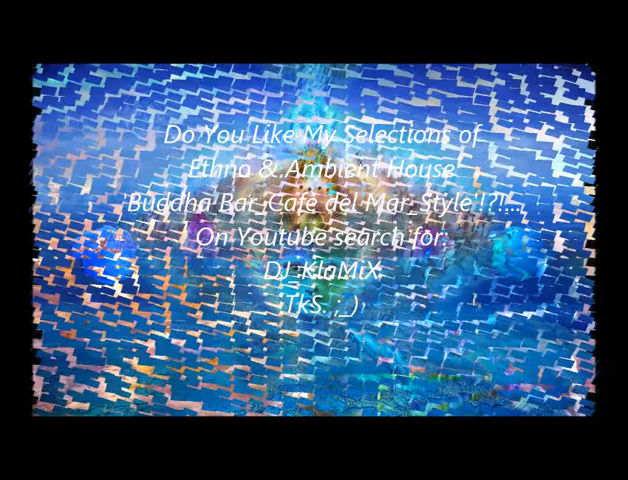 Do You Like My Selections of
Ethno & Ambient House
Buddha Bar Cafè del Mar Style !?!...
On Youtube search for:
DJ KlaMiX
TkS. ;_)